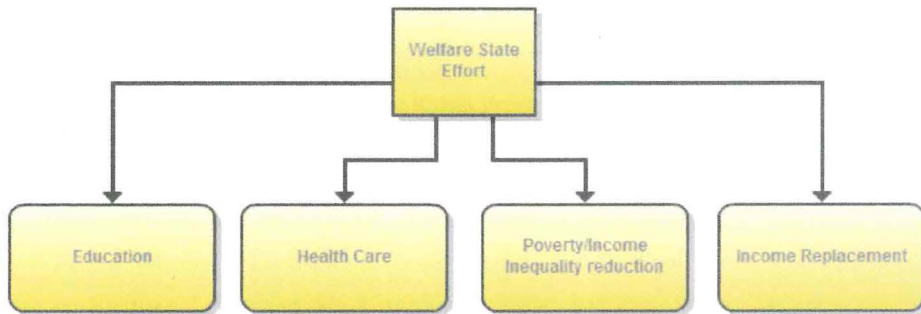 Welfare State
Effort
Education
Health Care
Poverty/Income
Inequality reduction
Income Replacement